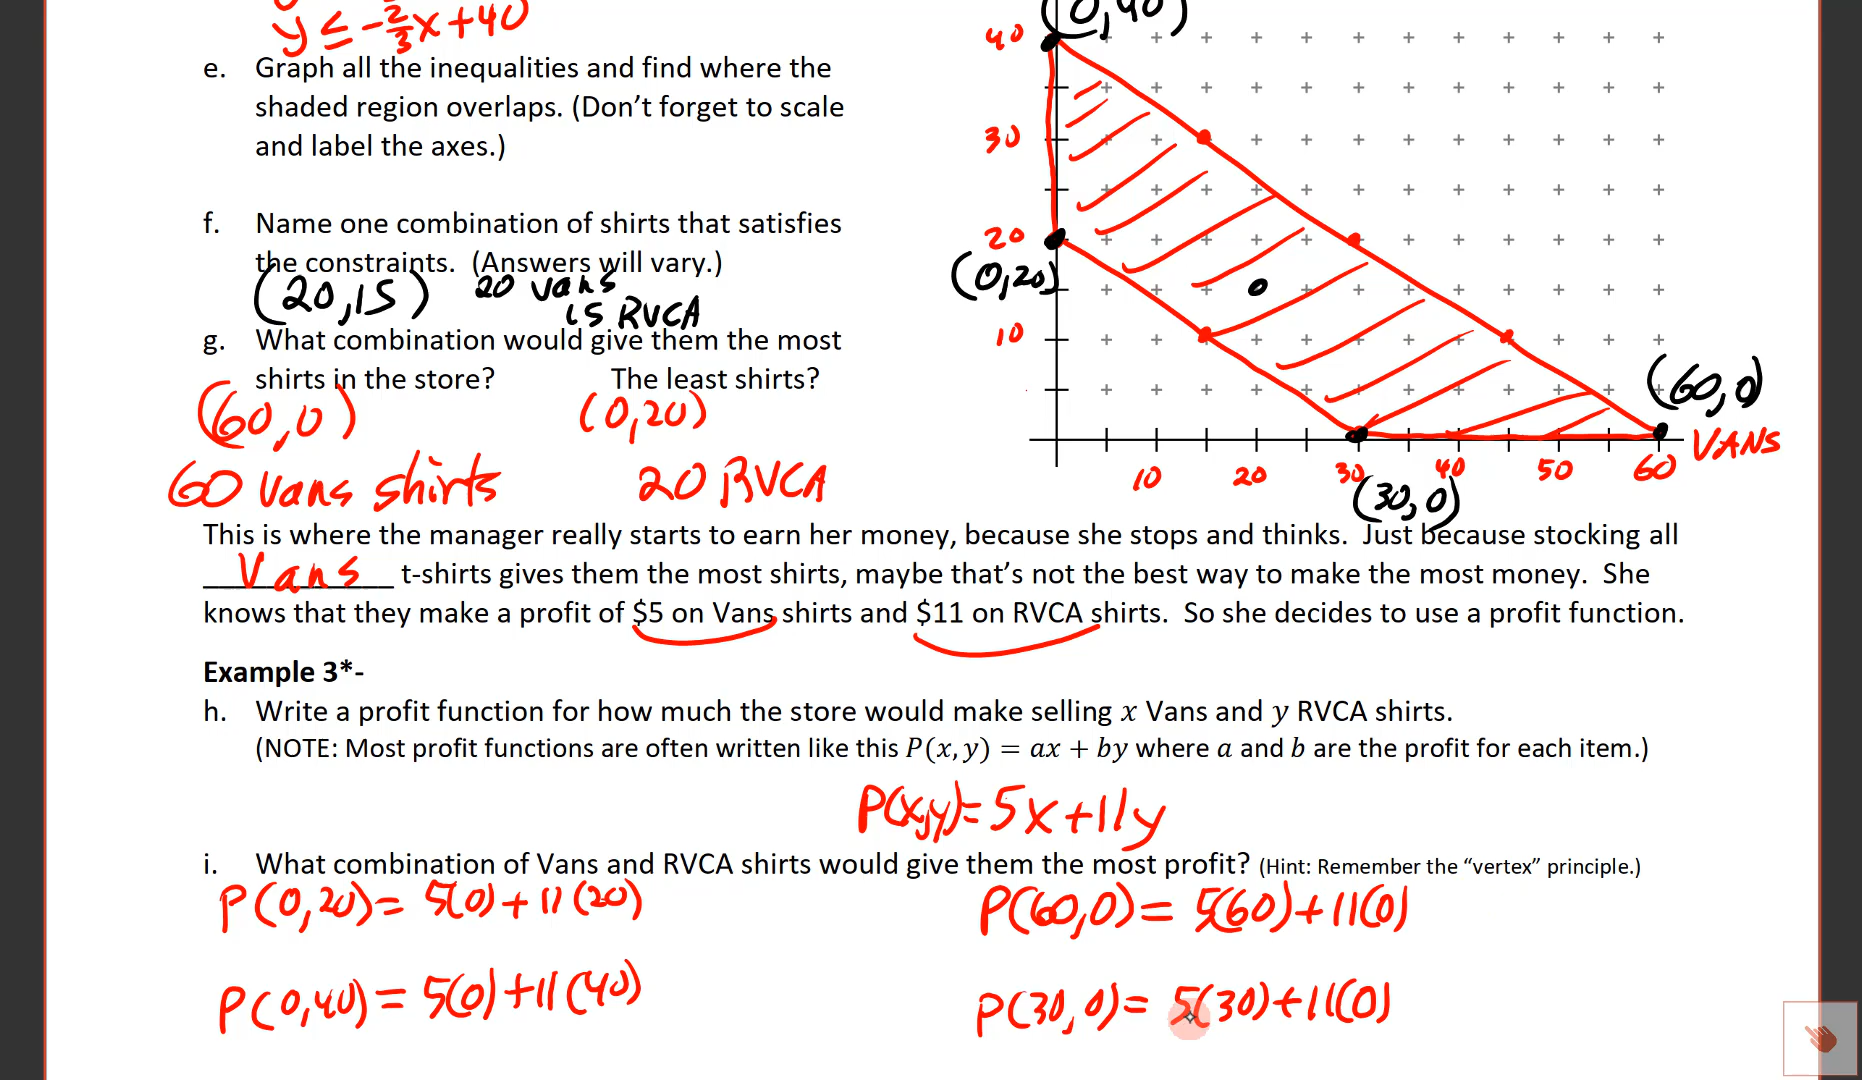 y ≤ -2/3x+40
(0,40)
40
e. Graph all the inequalities and find where the
shaded region overlaps. (Don't forget to scale
and label the axes.)
30
f. Name one combination of shirts that satisfies
the constraints. (Answers will vary.)
20
(0,20)
(20,15) 20 vans
15 RVCA
10
g. What combination would give them the most
shirts in the store? The least shirts?
(60,0) (0,20)
(60,0)
VANS
10 20 30 40 50 60
60 Vans shirts 20 RVCA
(30,0)
This is where the manager really starts to earn her money, because she stops and thinks. Just because stocking all
Vans t-shirts gives them the most shirts, maybe that's not the best way to make the most money. She
knows that they make a profit of $5 on Vans shirts and $11 on RVCA shirts. So she decides to use a profit function.
Example 3*-
h. Write a profit function for how much the store would make selling x Vans and y RVCA shirts.
(NOTE: Most profit functions are often written like this P(x, y) = ax + by where a and b are the profit for each item.)
P(x,y)=5x+11y
i. What combination of Vans and RVCA shirts would give them the most profit? (Hint: Remember the “vertex” principle.)
P(0,20)= 5(0)+11(20) P(60,0)= 5(60)+11(0)
P(0,40)= 5(0)+11(40) P(30,0)= 5(30)+11(0)